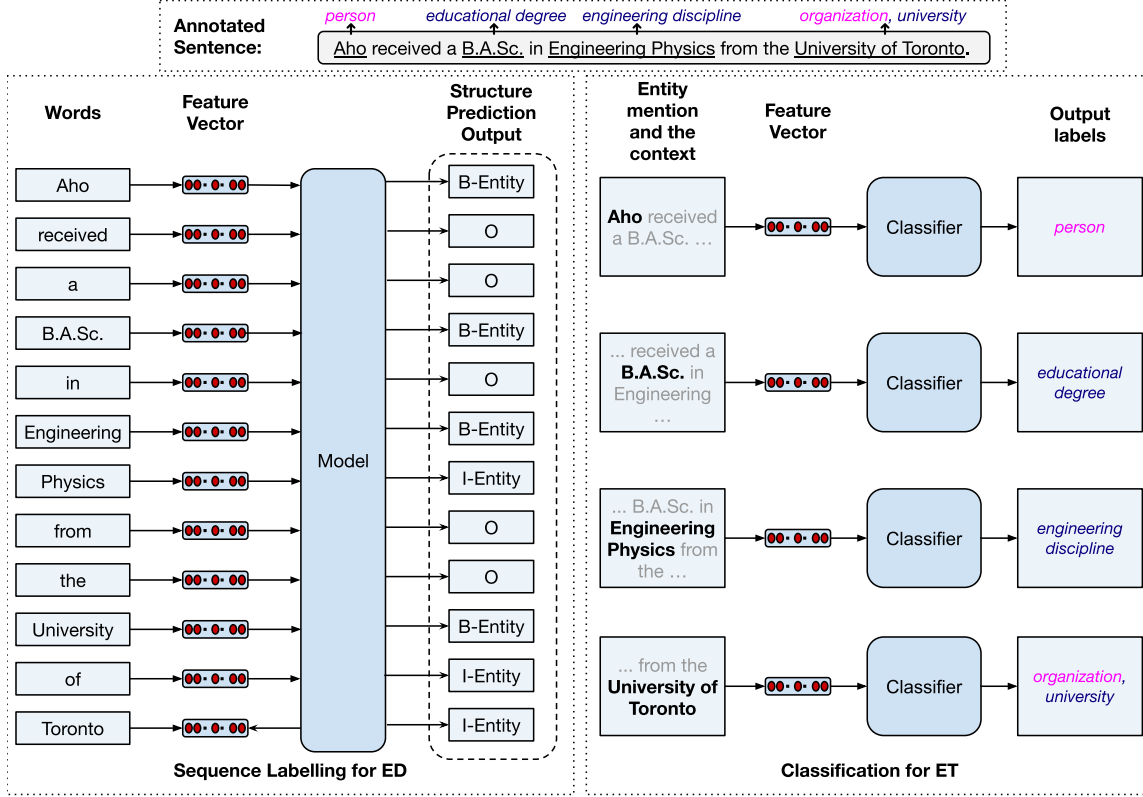 person educational degree engineering discipline organization, university
Annotated
Sentence:
Aho received a B.A.Sc. in Engineering Physics from the University of Toronto.
Words
Feature
Vector
Structure
Prediction
Output
Aho
B-Entity
received
O
a
O
B.A.Sc.
B-Entity
in
O
Engineering
B-Entity
Physics
I-Entity
from
O
the
O
University
B-Entity
of
I-Entity
Toronto
I-Entity
Model
Sequence Labelling for ED
Entity
mention
and the
context
Feature
Vector
Output
labels
Aho received
a B.A.Sc. ...
Classifier
person
... received a
B.A.Sc. in
Engineering
...
Classifier
educational
degree
... B.A.Sc. in
Engineering
Physics from
the ...
Classifier
engineering
discipline
... from the
University of
Toronto
Classifier
organization,
university
Classification for ET